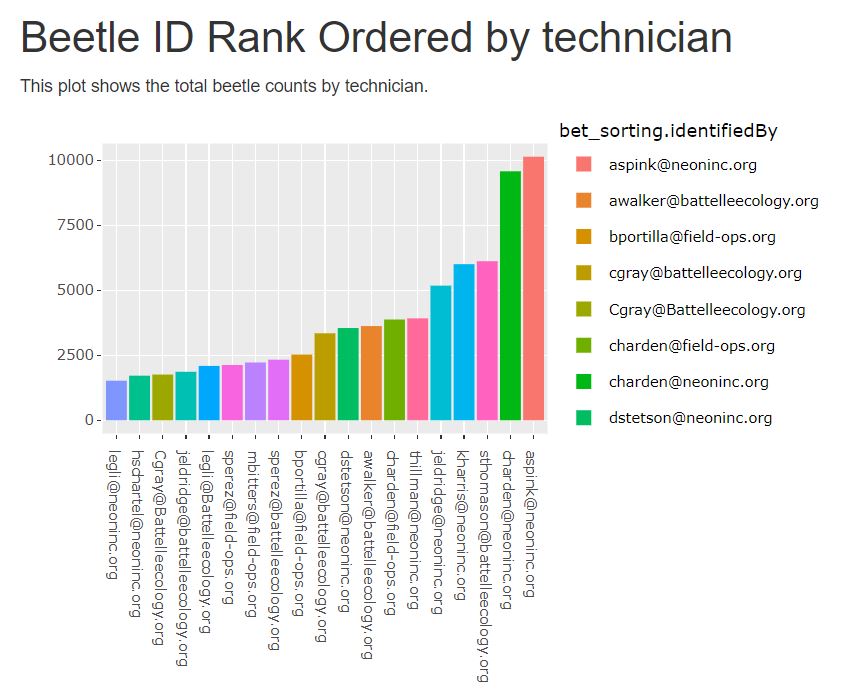 Beetle ID Rank Ordered by technician
This plot shows the total beetle counts by technician.
bet_sorting.identifiedBy
10000
7500
5000
2500
0
aspink@neoninc.org
awalker@battelleecology.org
bportilla@field-ops.org
cgray@battelleecology.org
Cgray@Battelleecology.org
charden@field-ops.org
charden@neoninc.org
dstetson@neoninc.org
legli@neoninc.org
hschartel@neoninc.org
Cgray@Battelleecology.org
jeldridge@battelleecology.org
legli@Battelleecology.org
sperez@field-ops.org
mbitters@field-ops.org
sperez@battelleecology.org
bportilla@field-ops.org
cgray@battelleecology.org
dstetson@neoninc.org
awalker@battelleecology.org
charden@field-ops.org
thillman@neoninc.org
jeldridge@neoninc.org
kharris@neoninc.org
sthomason@battelleecology.org
charden@neoninc.org
aspink@neoninc.org